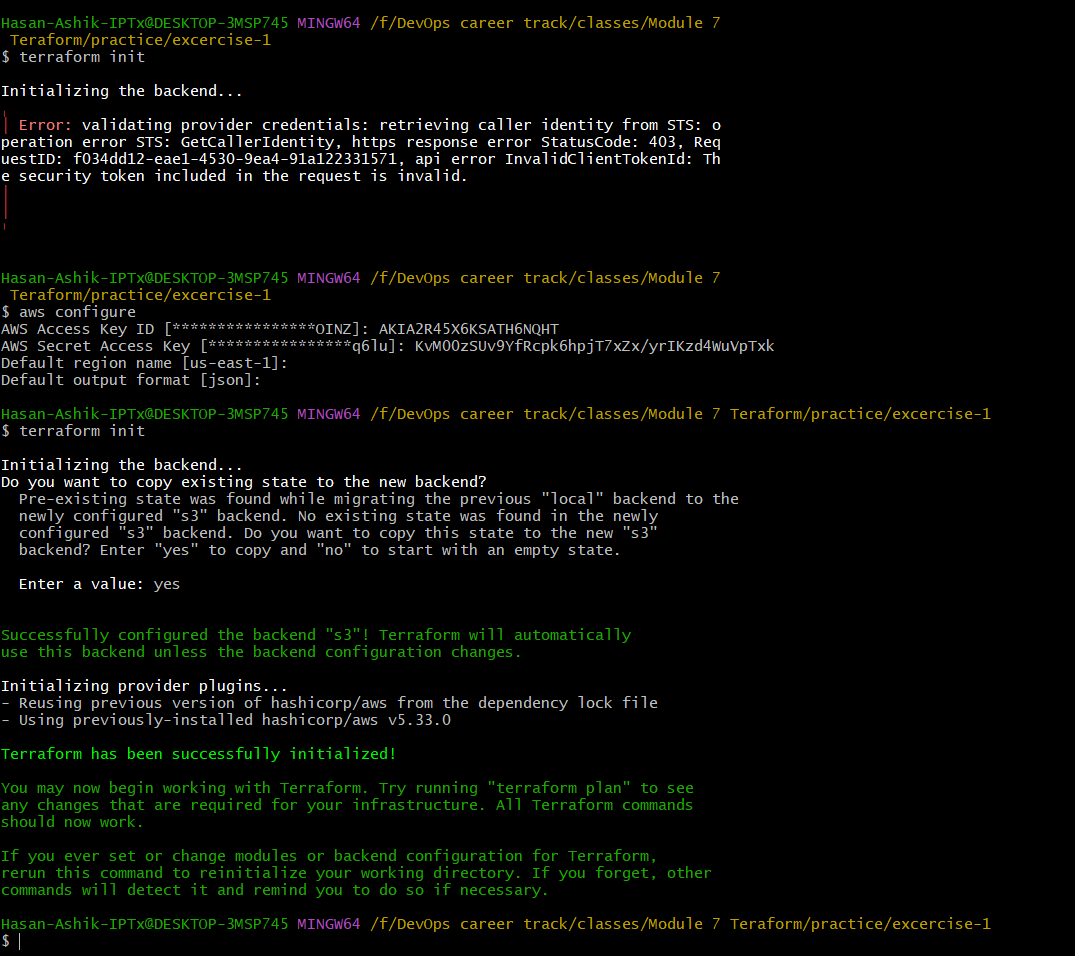 Hasan-Ashik-IPTx@DESKTOP-3MSP745 MINGW64 /f/DevOps career track/classes/Module 7
Teraform/practice/excercise-1
$ terraform init
Initializing the backend...
Error: validating provider credentials: retrieving caller identity from STS: o
peration error STS: GetCallerIdentity, https response error StatusCode: 403, Req
uestID: f034dd12-eae1-4530-9ea4-91a122331571, api error InvalidClientTokenId: Th
e security token included in the request is invalid.
Hasan-Ashik-IPTx@DESKTOP-3MSP745 MINGW64 /f/DevOps career track/classes/Module 7
Teraform/practice/excercise-1
$ aws configure
AWS Access Key ID [****************OINZ]: AKIA2R45X6KSATH6NQHT
AWS Secret Access Key [****************q6lu]: 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
Default region name [us-east-1]:
Default output format [json]:
Hasan-Ashik-IPTx@DESKTOP-3MSP745 MINGW64 /f/DevOps career track/classes/Module 7 Teraform/practice/excercise-1
$ terraform init
Initializing the backend...
Do you want to copy existing state to the new backend?
Pre-existing state was found while migrating the previous "local" backend to the
newly configured "s3" backend. No existing state was found in the newly
configured "s3" backend. Do you want to copy this state to the new "s3"
backend? Enter "yes" to copy and "no" to start with an empty state.
Enter a value: yes
Successfully configured the backend "s3"! Terraform will automatically
use this backend unless the backend configuration changes.
Initializing provider plugins...
- Reusing previous version of hashicorp/aws from the dependency lock file
- Using previously-installed hashicorp/aws v5.33.0
Terraform has been successfully initialized!
You may now begin working with Terraform. Try running "terraform plan" to see
any changes that are required for your infrastructure. All Terraform commands
should now work.
If you ever set or change modules or backend configuration for Terraform,
rerun this command to reinitialize your working directory. If you forget, other
commands will detect it and remind you to do so if necessary.
Hasan-Ashik-IPTx@DESKTOP-3MSP745 MINGW64 /f/DevOps career track/classes/Module 7 Teraform/practice/excercise-1
$